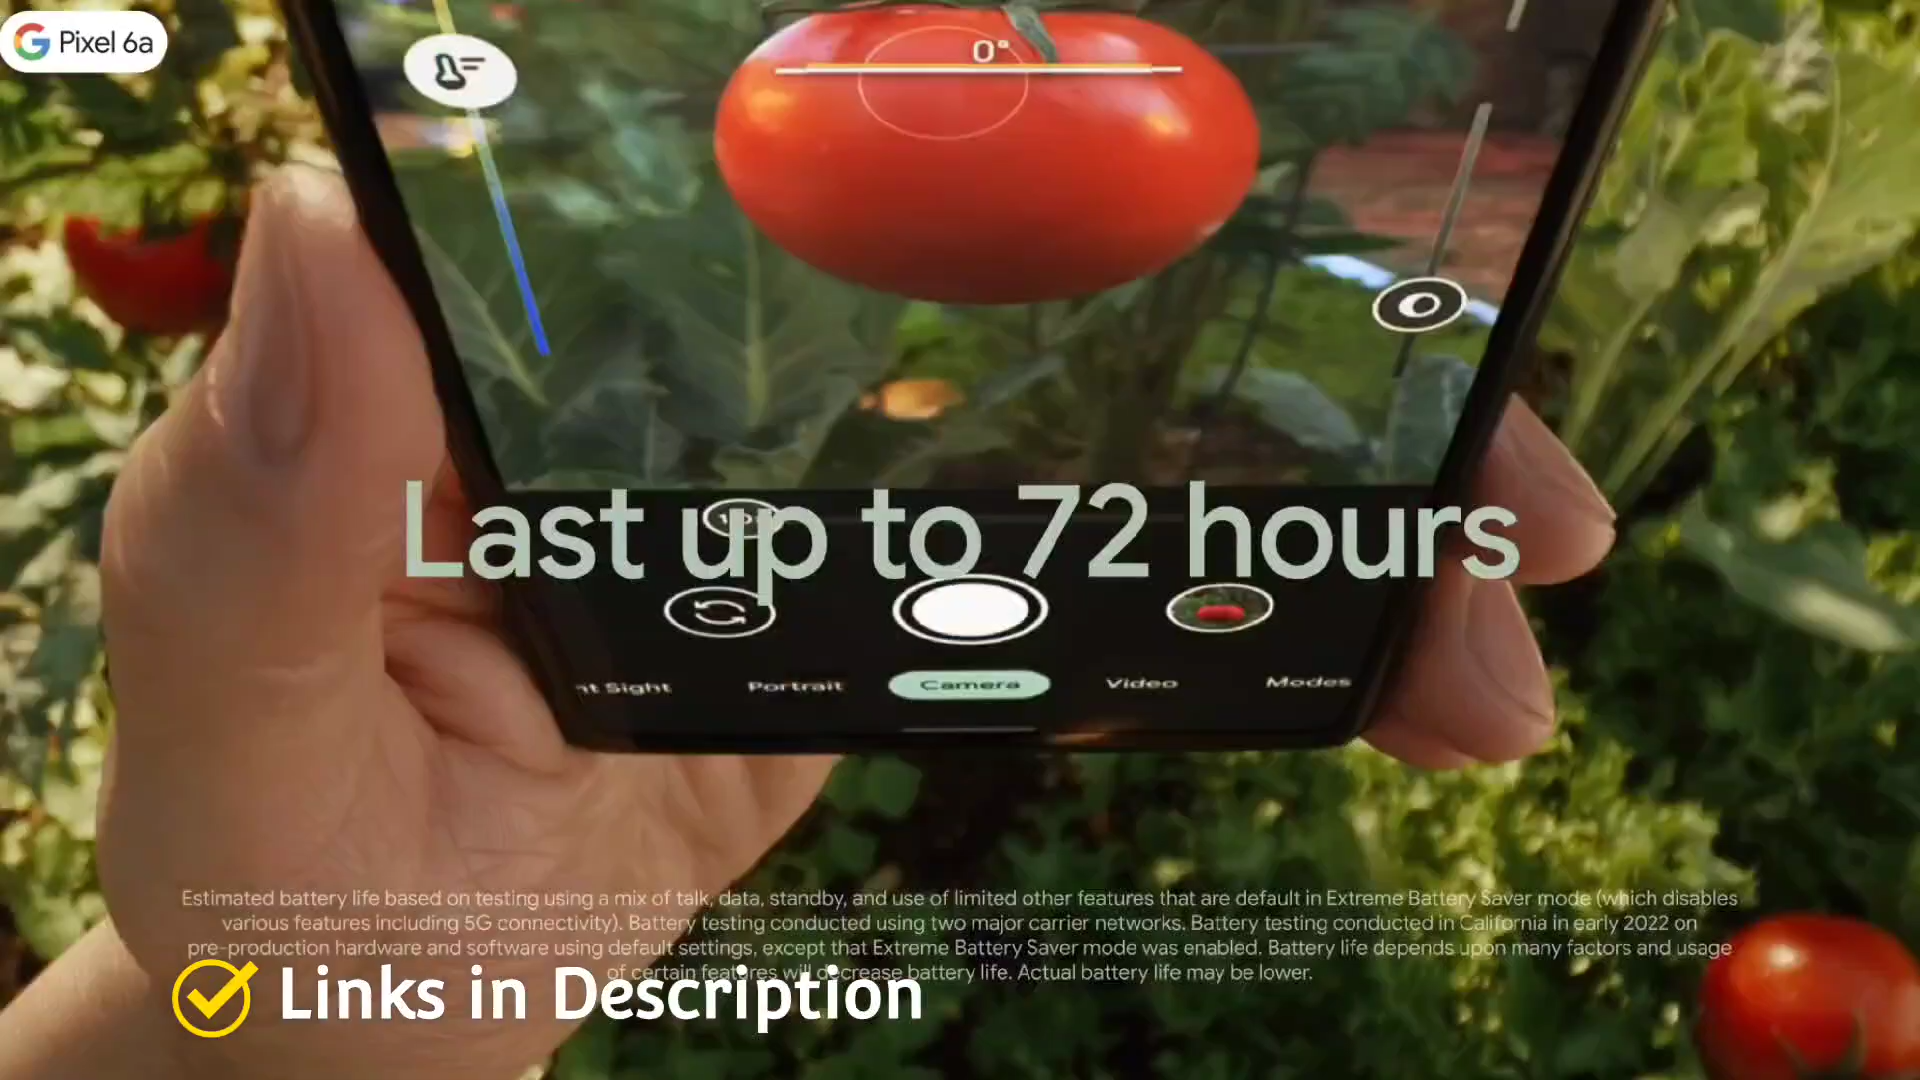 G Pixel 6a
0°
Last up to 72 hours
nt Sight Portrait Camera Video Modes
Estimated battery life based on testing using a mix of talk, data, standby, and use of limited other features that are default in Extreme Battery Saver mode (which disables
various features including 5G connectivity). Battery testing conducted using two major carrier networks. Battery testing conducted in California in early 2022 on
pre-production hardware and software using default settings, except that Extreme Battery Saver mode was enabled. Battery life depends upon many factors and usage
of certain features will decrease battery life. Actual battery life may be lower.
Links in Description